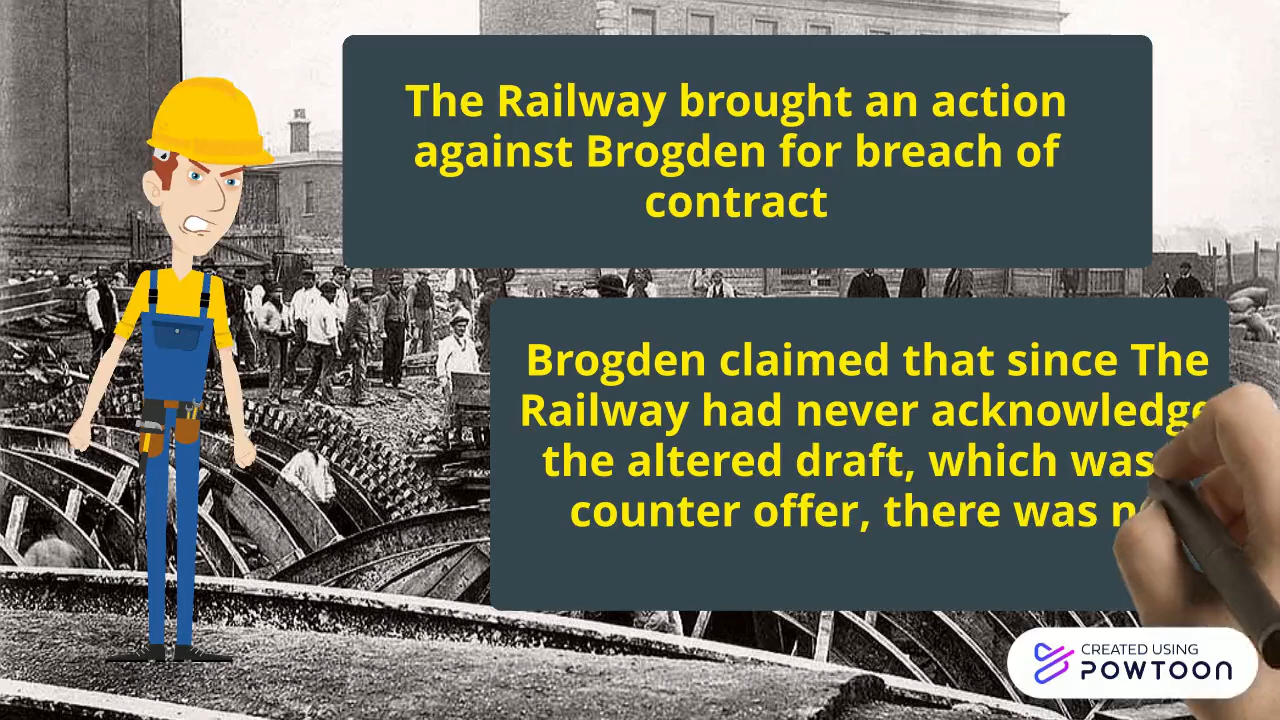 The Railway brought an action
against Brogden for breach of
contract
Brogden claimed that since The
Railway had never acknowledge
the altered draft, which was
counter offer, there was
CREATED USING
POWTOON